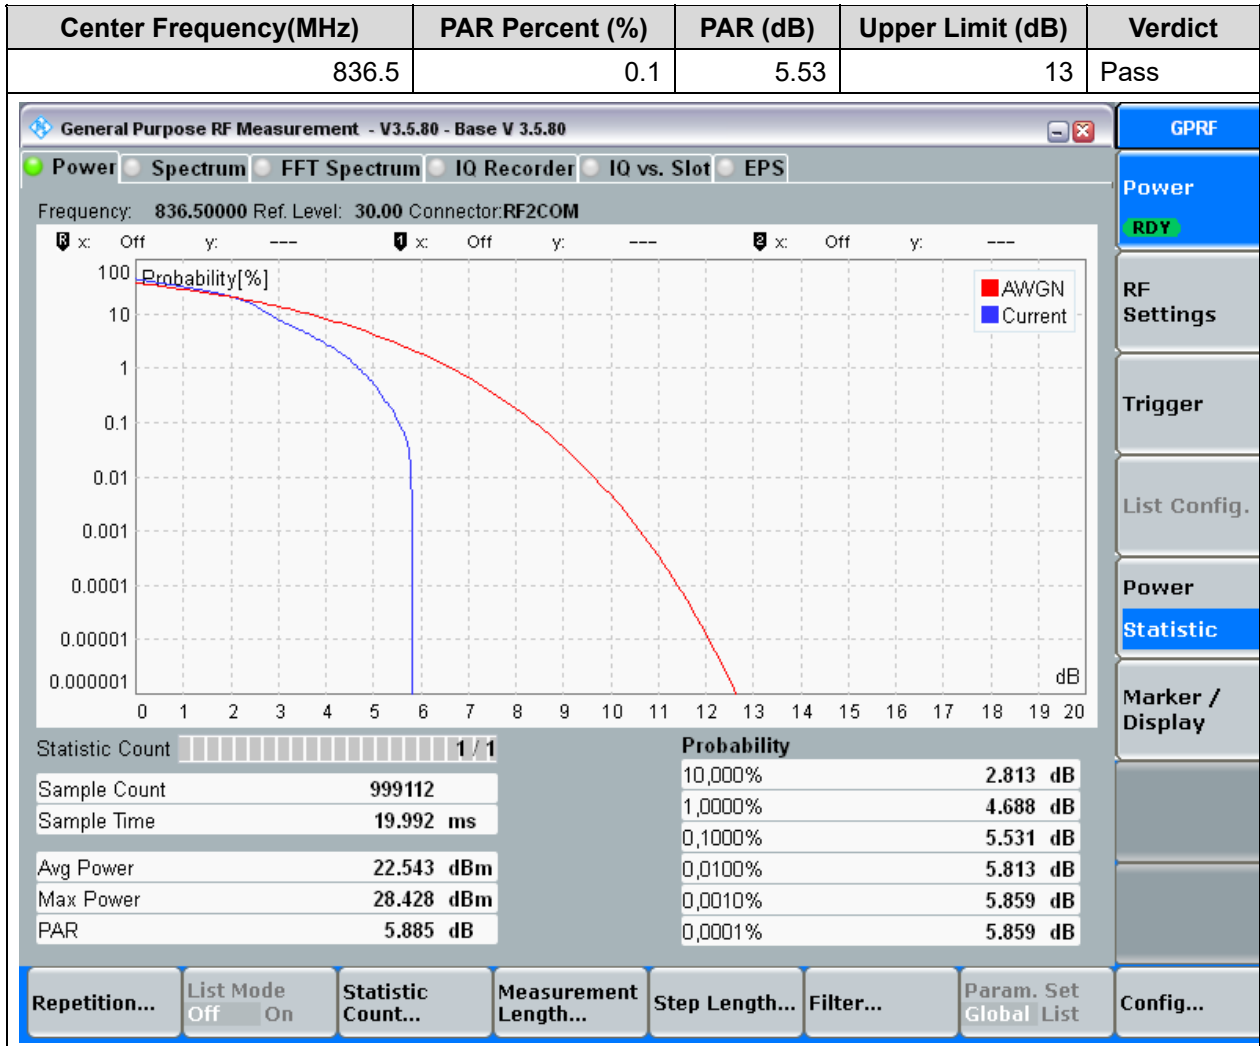 Center Frequency(MHz) PAR Percent (%) PAR (dB) Upper Limit (dB) Verdict
836.5 0.1 5.53 13 Pass
General Purpose RF Measurement - V3.5.80 - Base V 3.5.80
GPRF
Power Spectrum FFT Spectrum IQ Recorder IQ vs. Slot EPS
Power
RDY
Frequency: 836.50000 Ref. Level: 30.00 Connector:RF2COM
R x: Off y: --- 1 x: Off y: --- 2 x: Off y: ---
Probability[%]
100
10
1
0.1
0.01
0.001
0.0001
0.00001
0.000001
AWGN
Current
dB
0 1 2 3 4 5 6 7 8 9 10 11 12 13 14 15 16 17 18 19 20
RF
Settings
Trigger
List Config.
Power
Statistic
Marker /
Display
Statistic Count 1 / 1
Sample Count 999112
Sample Time 19.992 ms
Avg Power 22.543 dBm
Max Power 28.428 dBm
PAR 5.885 dB
Probability
10,000% 2.813 dB
1,0000% 4.688 dB
0,1000% 5.531 dB
0,0100% 5.813 dB
0,0010% 5.859 dB
0,0001% 5.859 dB
Repetition...
List Mode
Off On
Statistic
Count...
Measurement
Length...
Step Length...
Filter...
Param. Set
Global List
Config...